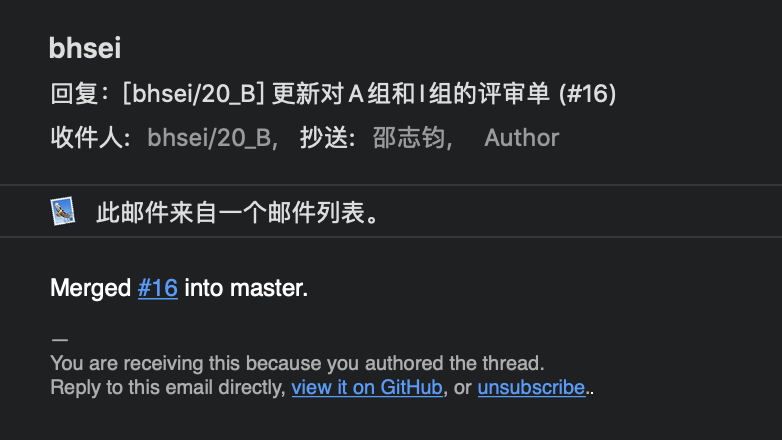 bhsei
回复：[bhsei/20_B] 更新对A组和I组的评审单 (#16)
收件人： bhsei/20_B， 抄送： 邵志钧， Author
此邮件来自一个邮件列表。
Merged #16 into master.
—
You are receiving this because you authored the thread.
Reply to this email directly, view it on GitHub, or unsubscribe..